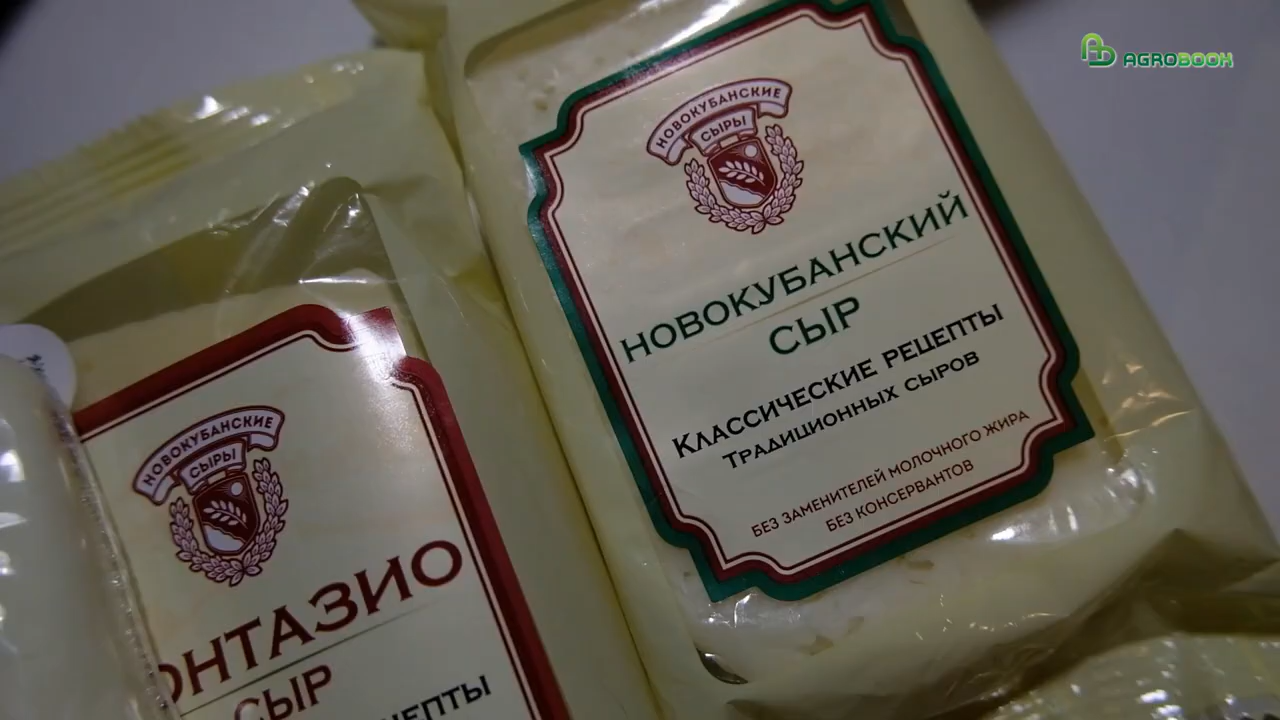 AGROBOOK
НОВОКУБАНСКИЕ
СЫРЫ
НОВОКУБАНСКИЙ
СЫР
КЛАССИЧЕСКИЕ РЕЦЕПТЫ
ТРАДИЦИОННЫХ СЫРОВ
БЕЗ ЗАМЕНИТЕЛЕЙ МОЛОЧНОГО ЖИРА
БЕЗ КОНСЕРВАНТОВ
НОВОКУБАНСКИЕ
СЫРЫ
ОНТАЗИО
СЫР
ЕЦЕПТЫ